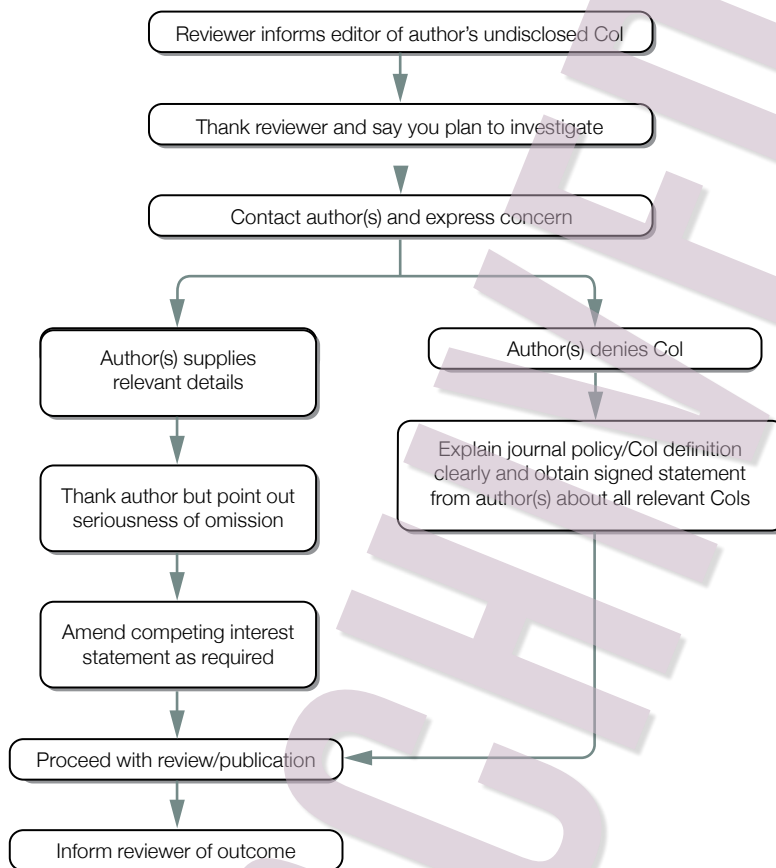 Reviewer informs editor of author’s undisclosed CoI
Thank reviewer and say you plan to investigate
Contact author(s) and express concern
Author(s) supplies
relevant details
Author(s) denies CoI
Thank author but point out
seriousness of omission
Explain journal policy/CoI definition
clearly and obtain signed statement
from author(s) about all relevant CoIs
Amend competing interest
statement as required
Proceed with review/publication
Inform reviewer of outcome